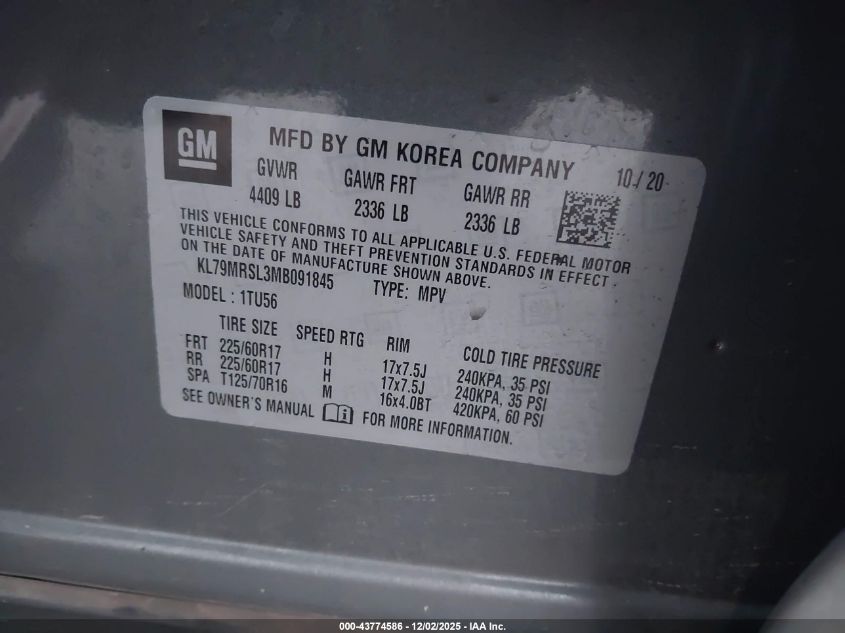 GM
MFD BY GM KOREA COMPANY 10 / 20
GVWR GAWR FRT GAWR RR
4409 LB 2336 LB 2336 LB
THIS VEHICLE CONFORMS TO ALL APPLICABLE U.S. FEDERAL MOTOR
VEHICLE SAFETY AND THEFT PREVENTION STANDARDS IN EFFECT
ON THE DATE OF MANUFACTURE SHOWN ABOVE.
KL79MRSL3MB091845 TYPE: MPV
MODEL : 1TU56
TIRE SIZE SPEED RTG RIM COLD TIRE PRESSURE
FRT 225/60R17 H 17x7.5J 240KPA, 35 PSI
RR 225/60R17 H 17x7.5J 240KPA, 35 PSI
SPA T125/70R16 M 16x4.0BT 420KPA, 60 PSI
SEE OWNER'S MANUAL i FOR MORE INFORMATION.
000-43774586 - 12/02/2025 - IAA Inc.